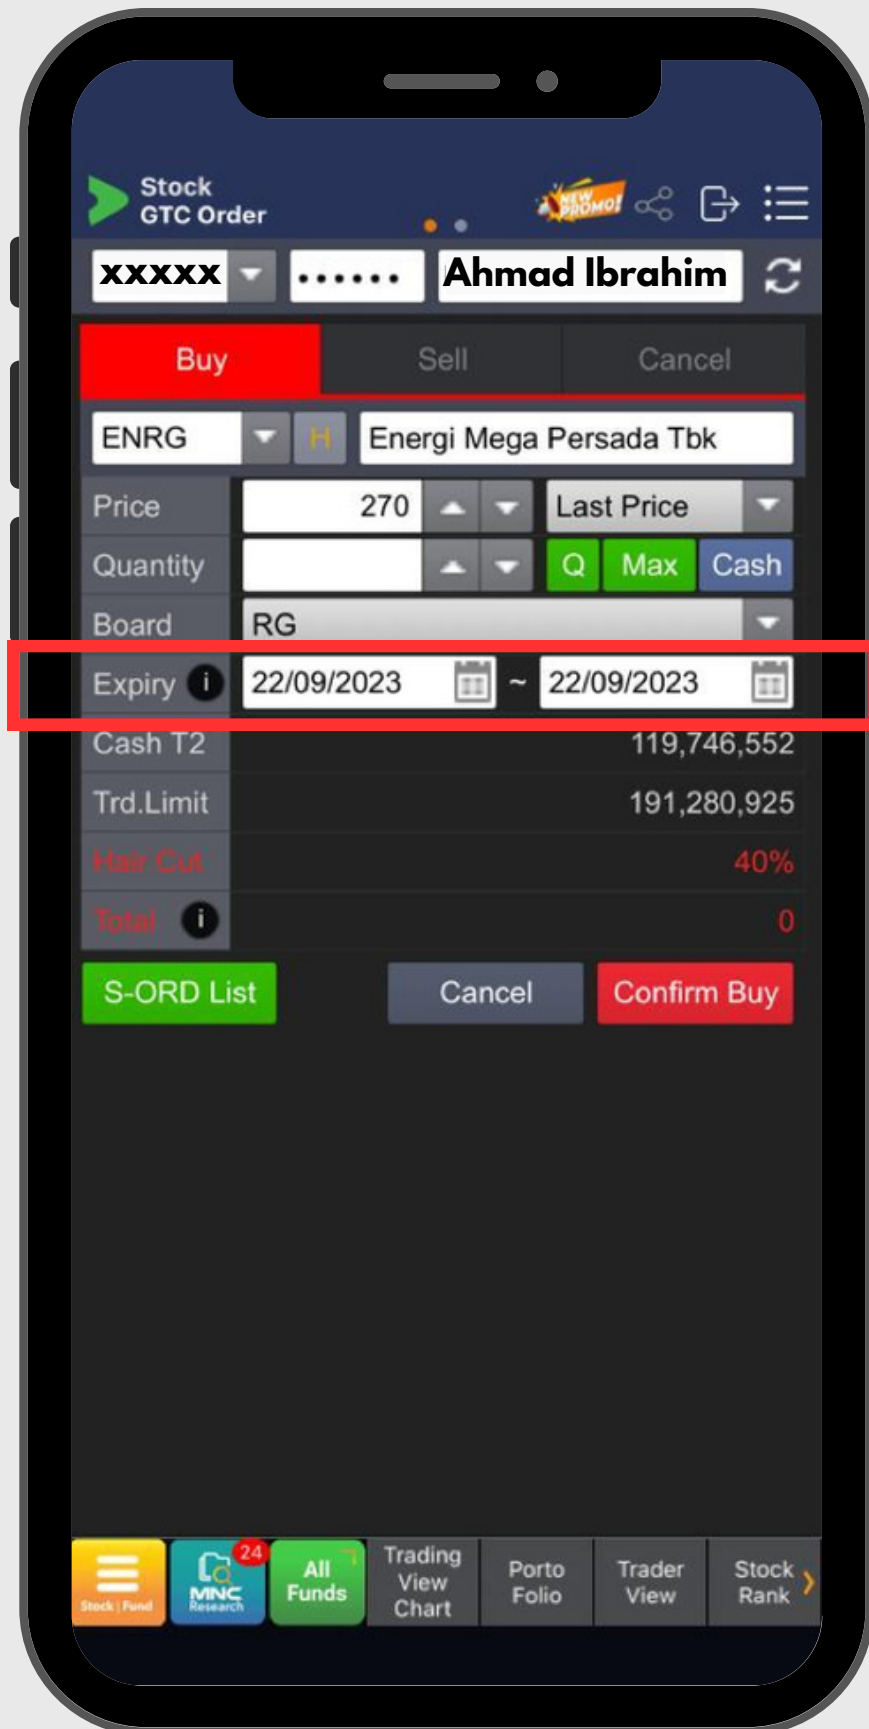 Stock
GTC Order
NEW PROMO!
xxxxx •••••• Ahmad Ibrahim
Buy Sell Cancel
ENRG H Energi Mega Persada Tbk
Price 270 Last Price
Quantity Q Max Cash
Board RG
Expiry i 22/09/2023 ~ 22/09/2023
Cash T2 119,746,552
Trd.Limit 191,280,925
Hair Cut 40%
Total i 0
S-ORD List Cancel Confirm Buy
Stock | Fund
24
MNC
Research
All
Funds
Trading
View
Chart
Porto
Folio
Trader
View
Stock
Rank